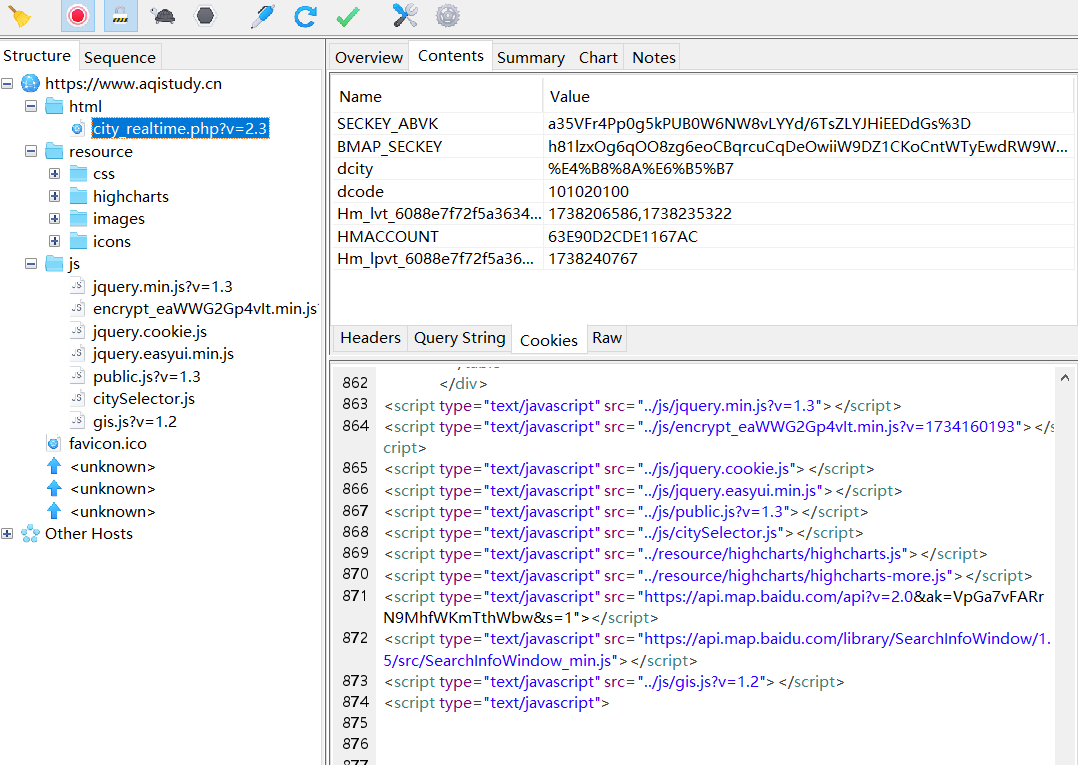 Structure
Sequence
https://www.aqistudy.cn
html
city_realtime.php?v=2.3
resource
css
highcharts
images
icons
js
jquery.min.js?v=1.3
encrypt_eaWWG2Gp4vIt.min.js?
jquery.cookie.js
jquery.easyui.min.js
public.js?v=1.3
citySelector.js
gis.js?v=1.2
favicon.ico
<unknown>
<unknown>
<unknown>
Other Hosts
Overview Contents Summary Chart Notes
Name Value
SECKEY_ABVK a35VFr4Pp0g5kPUB0W6NW8vLYYd/6TsZLYJHiEEDdGs%3D
BMAP_SECKEY h81IzxOg6qOO8zg6eoCBqrcuCqDeOwiiW9DZ1CKoCntWTyEwdRW9W...
dcity %E4%B8%8A%E6%B5%B7
dcode 101020100
Hm_lvt_6088e7f72f5a3634... 1738206586,1738235322
HMACCOUNT 63E90D2CDE1167AC
Hm_lpvt_6088e7f72f5a36... 1738240767
Headers Query String Cookies Raw
862 </div>
863 <script type="text/javascript" src="../js/jquery.min.js?v=1.3"></script>
864 <script type="text/javascript" src="../js/encrypt_eaWWG2Gp4vIt.min.js?v=1734160193"></s
cript>
865 <script type="text/javascript" src="../js/jquery.cookie.js"></script>
866 <script type="text/javascript" src="../js/jquery.easyui.min.js"></script>
867 <script type="text/javascript" src="../js/public.js?v=1.3"></script>
868 <script type="text/javascript" src="../js/citySelector.js"></script>
869 <script type="text/javascript" src="../resource/highcharts/highcharts.js"></script>
870 <script type="text/javascript" src="../resource/highcharts/highcharts-more.js"></script>
871 <script type="text/javascript" src="https://api.map.baidu.com/api?v=2.0&ak=VpGa7vFARr
N9MhfWKmTthWbw&s=1"></script>
872 <script type="text/javascript" src="https://api.map.baidu.com/library/SearchInfoWindow/1.
5/src/SearchInfoWindow_min.js"></script>
873 <script type="text/javascript" src="../js/gis.js?v=1.2"></script>
874 <script type="text/javascript">
875
876
877